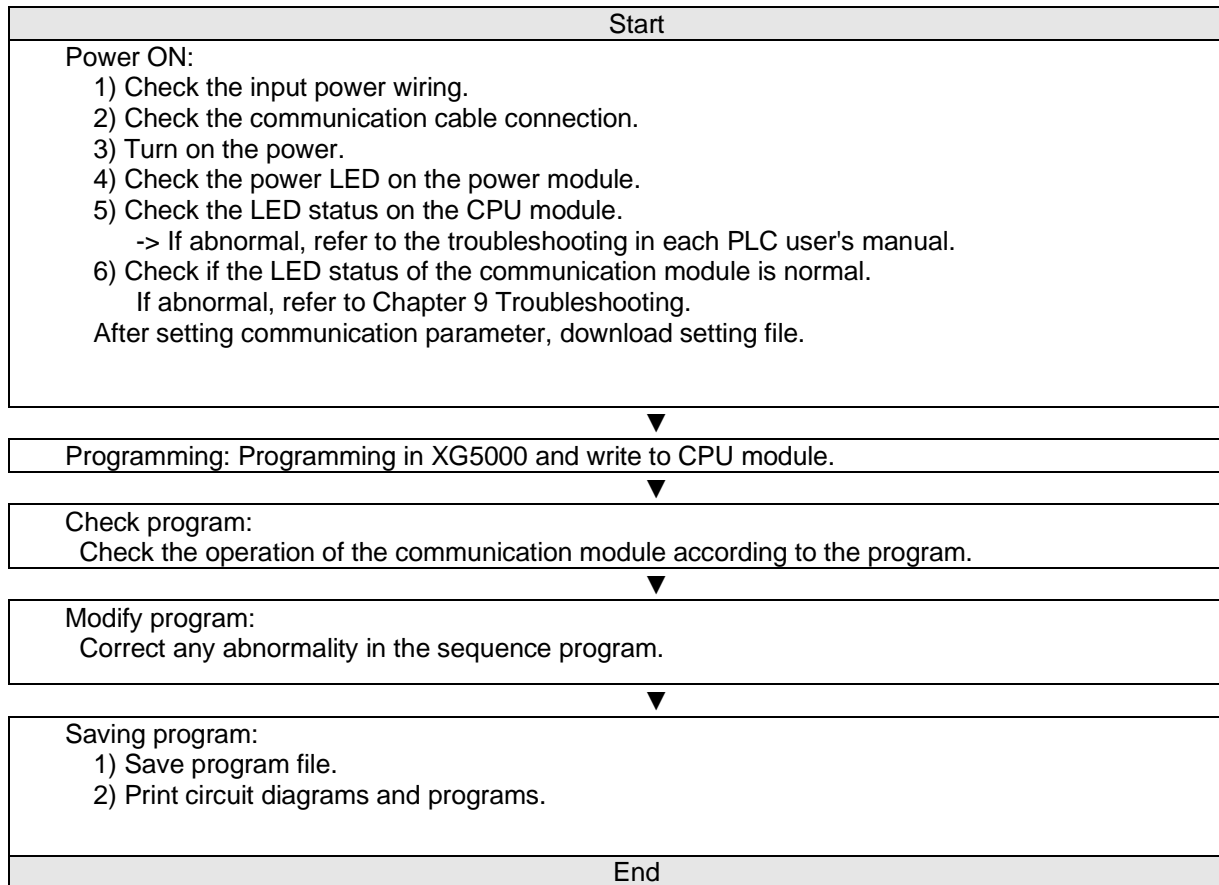 Start
Power ON:
1) Check the input power wiring.
2) Check the communication cable connection.
3) Turn on the power.
4) Check the power LED on the power module.
5) Check the LED status on the CPU module.
-> If abnormal, refer to the troubleshooting in each PLC user's manual.
6) Check if the LED status of the communication module is normal.
If abnormal, refer to Chapter 9 Troubleshooting.
After setting communication parameter, download setting file.
▼
Programming: Programming in XG5000 and write to CPU module.
▼
Check program:
Check the operation of the communication module according to the program.
▼
Modify program:
Correct any abnormality in the sequence program.
▼
Saving program:
1) Save program file.
2) Print circuit diagrams and programs.
End